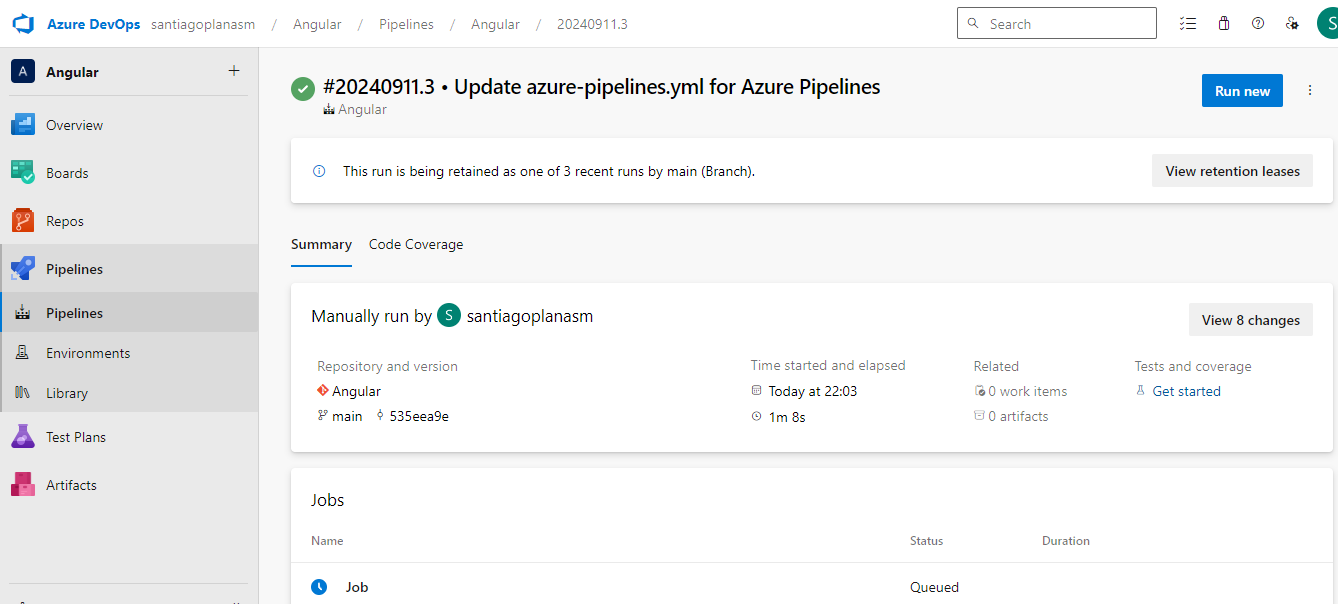 Azure DevOps santiagoplanasm / Angular / Pipelines / Angular / 20240911.3 Search S
A Angular +
Overview
Boards
Repos
Pipelines
Pipelines
Environments
Library
Test Plans
Artifacts
#20240911.3 • Update azure-pipelines.yml for Azure Pipelines
Angular
Run new
This run is being retained as one of 3 recent runs by main (Branch).
View retention leases
Summary Code Coverage
Manually run by S santiagoplanasm
View 8 changes
Repository and version
Angular
main 535eea9e
Time started and elapsed
Today at 22:03
1m 8s
Related
0 work items
0 artifacts
Tests and coverage
Get started
Jobs
Name Status Duration
Job Queued